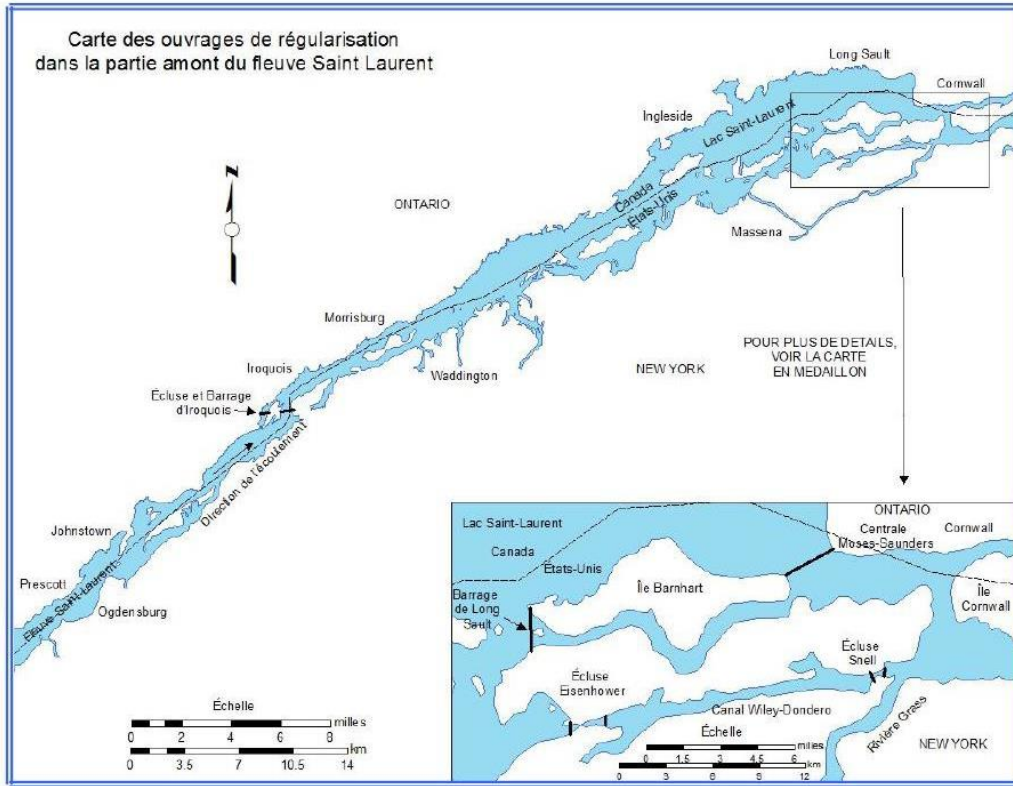 Carte des ouvrages de régularisation
dans la partie amont du fleuve Saint Laurent
Long Sault
Cornwall
Ingleside
Lac Saint-Laurent
N
ONTARIO
Canada
États-Unis
Massena
Morrisburg
POUR PLUS DE DETAILS,
VOIR LA CARTE
EN MEDAILLON
Iroquois
Waddington
NEW YORK
Écluse et Barrage
d'Iroquois
Direction de l'écoulement
Johnstown
Prescott
Ogdensburg
Fleuve Saint-Laurent
Échelle
0 2 4 6 8 milles
0 3.5 7 10.5 14 km
ONTARIO
Lac Saint-Laurent
Centrale
Moses-Saunders
Cornwall
Canada
États-Unis
Île Barnhart
Île
Cornwall
Barrage
de Long
Sault
Écluse
Snell
Écluse
Eisenhower
Canal Wiley-Dondero
Rivière Grass
NEW YORK
Échelle
0 1.5 3 4.5 6 milles
0 3 6 9 12 km